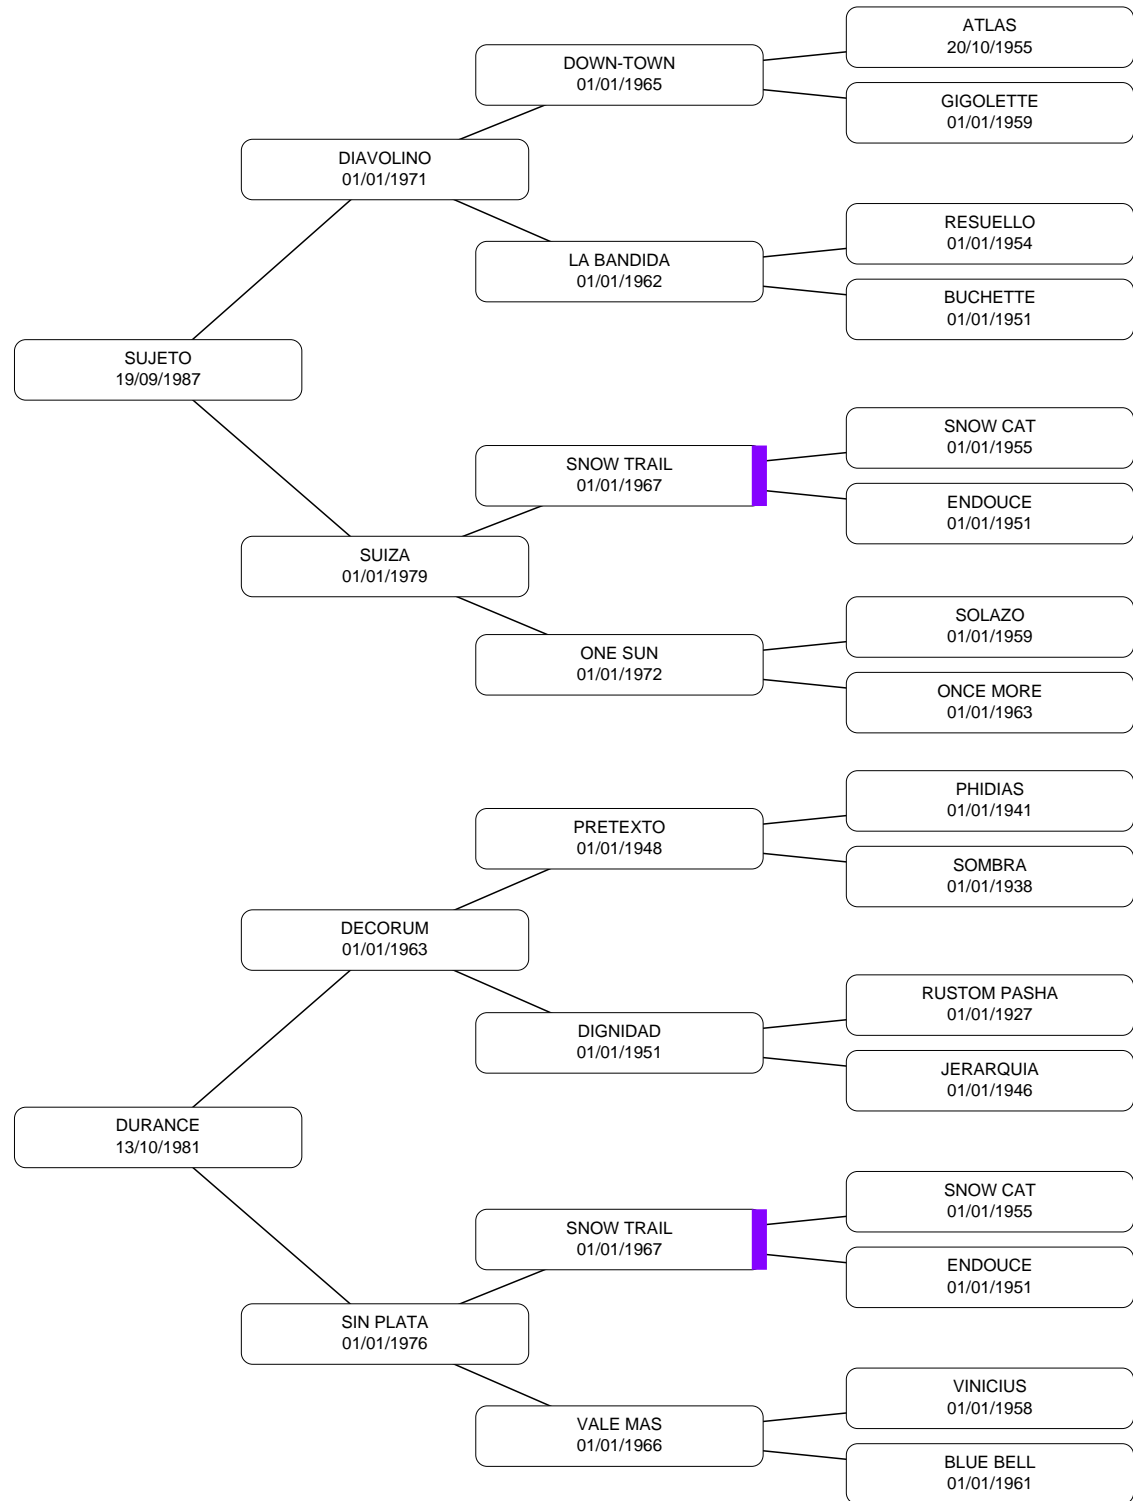 ATLAS
20/10/1955
DOWN-TOWN
01/01/1965
GIGOLETTE
01/01/1959
DIAVOLINO
01/01/1971
RESUELLO
01/01/1954
LA BANDIDA
01/01/1962
BUCHETTE
01/01/1951
SUJETO
19/09/1987
SNOW CAT
01/01/1955
SNOW TRAIL
01/01/1967
ENDOUCE
01/01/1951
SUIZA
01/01/1979
SOLAZO
01/01/1959
ONE SUN
01/01/1972
ONCE MORE
01/01/1963
PHIDIAS
01/01/1941
PRETEXTO
01/01/1948
SOMBRA
01/01/1938
DECORUM
01/01/1963
RUSTOM PASHA
01/01/1927
DIGNIDAD
01/01/1951
JERARQUIA
01/01/1946
DURANCE
13/10/1981
SNOW CAT
01/01/1955
SNOW TRAIL
01/01/1967
ENDOUCE
01/01/1951
SIN PLATA
01/01/1976
VINICIUS
01/01/1958
VALE MAS
01/01/1966
BLUE BELL
01/01/1961